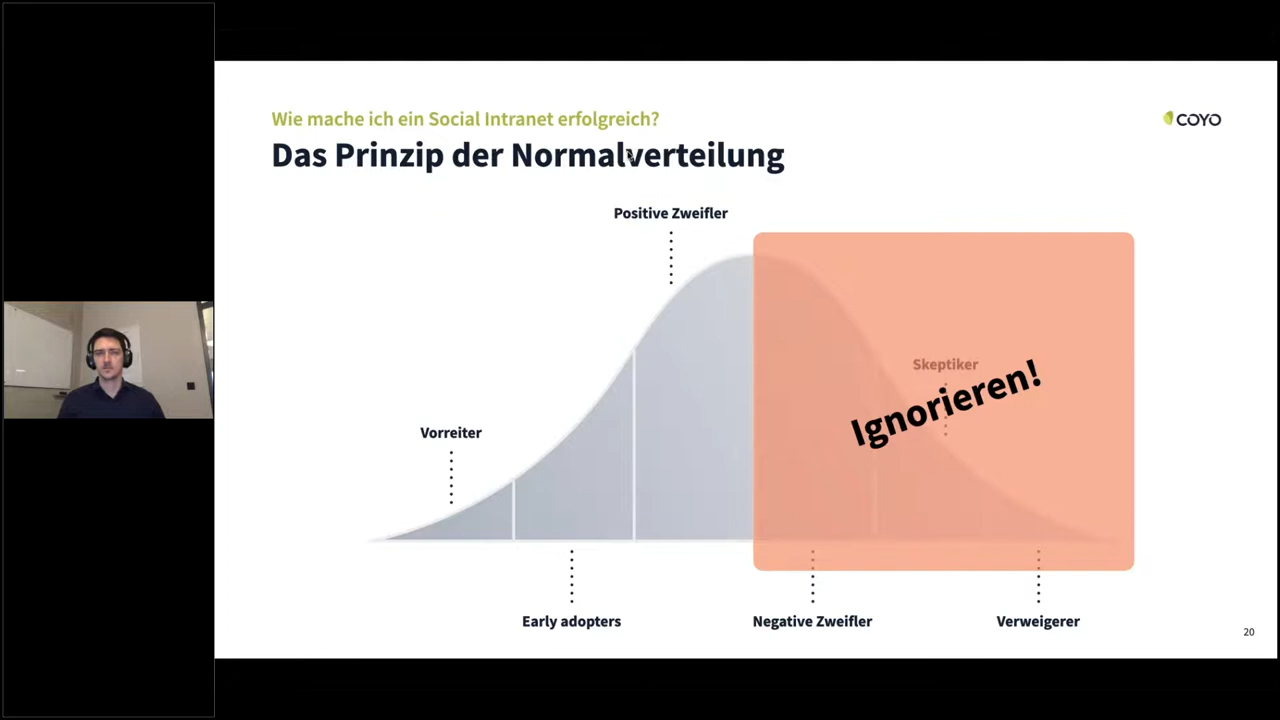 Wie mache ich ein Social Intranet erfolgreich?
Das Prinzip der Normalverteilung
COYO
Positive Zweifler
Skeptiker
Ignorieren!
Vorreiter
Early adopters
Negative Zweifler
Verweigerer
20